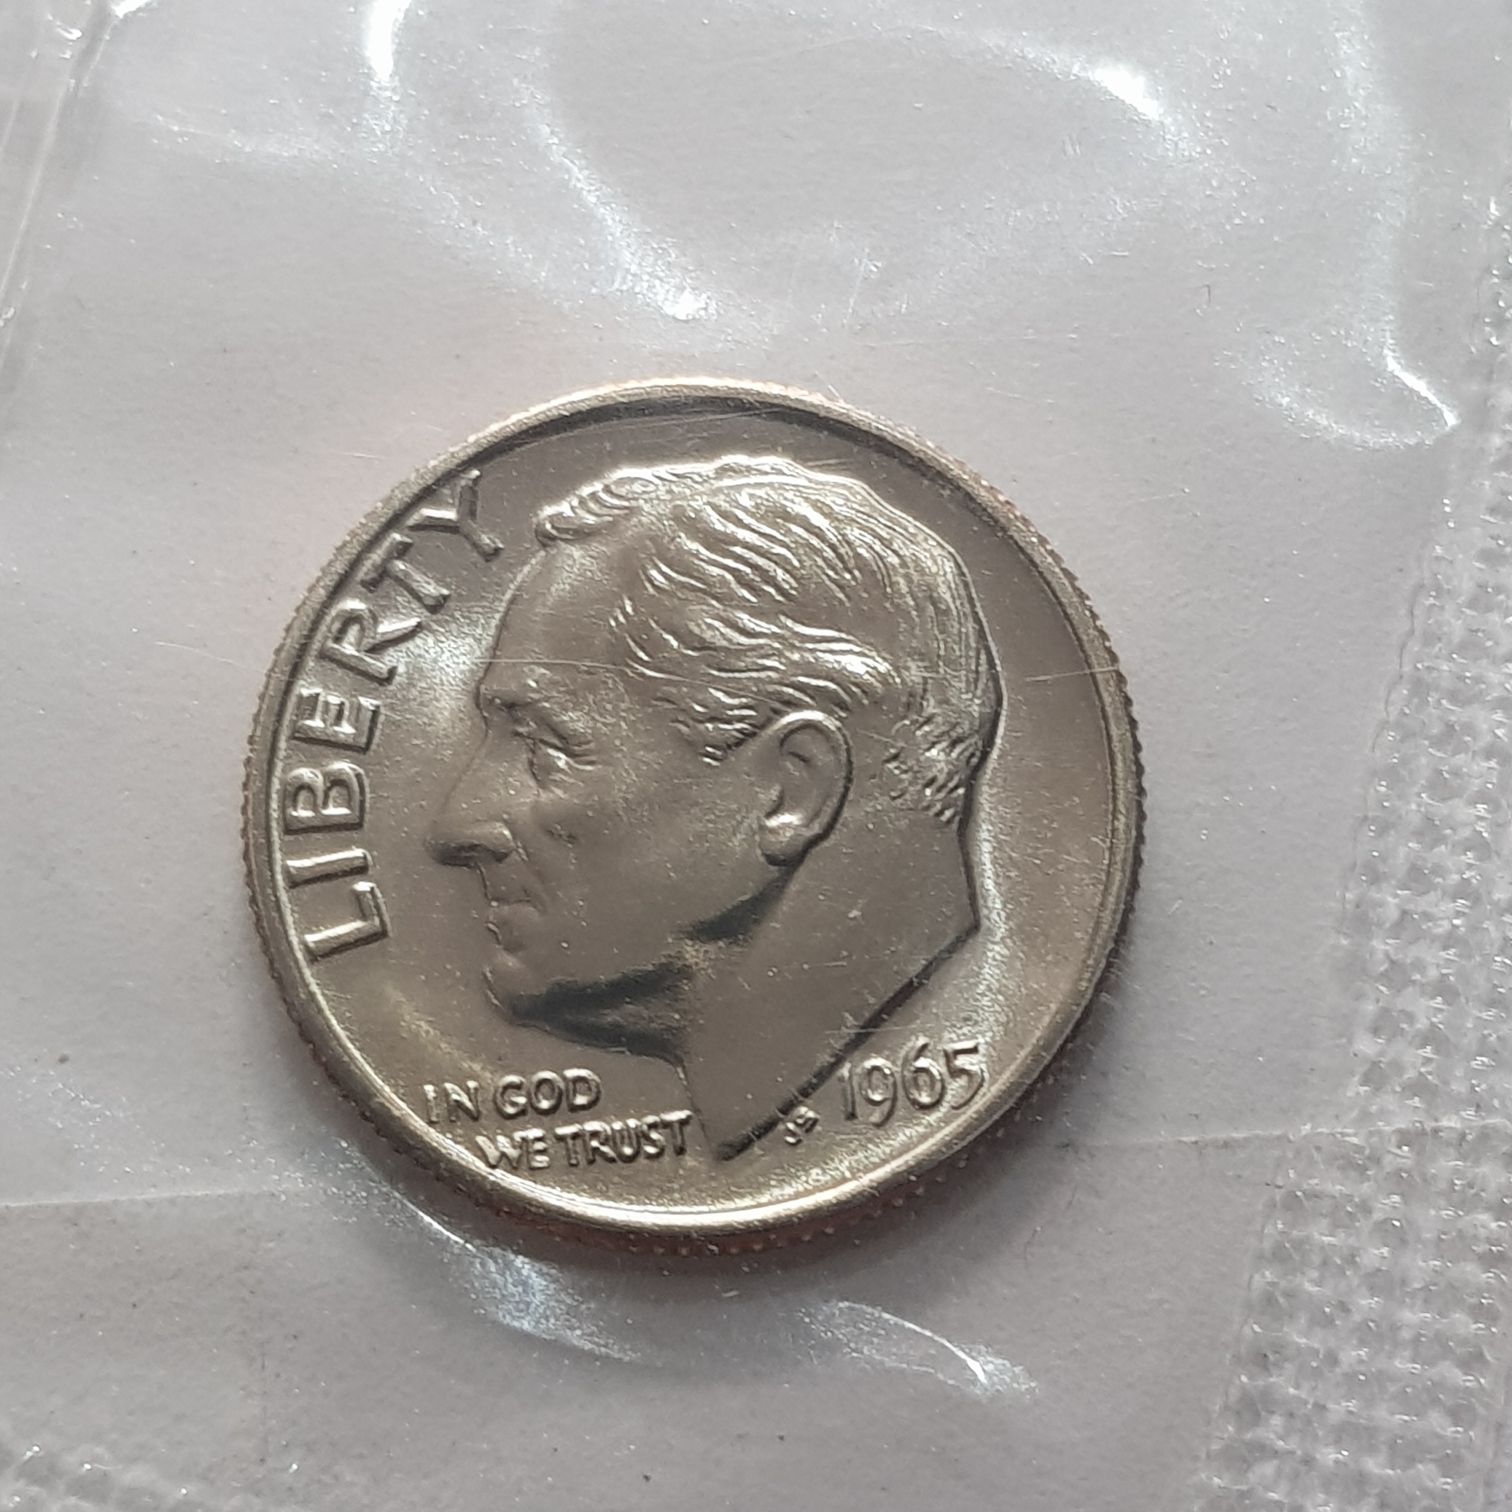 LIBERTY
IN GOD
WE TRUST
JS 1965